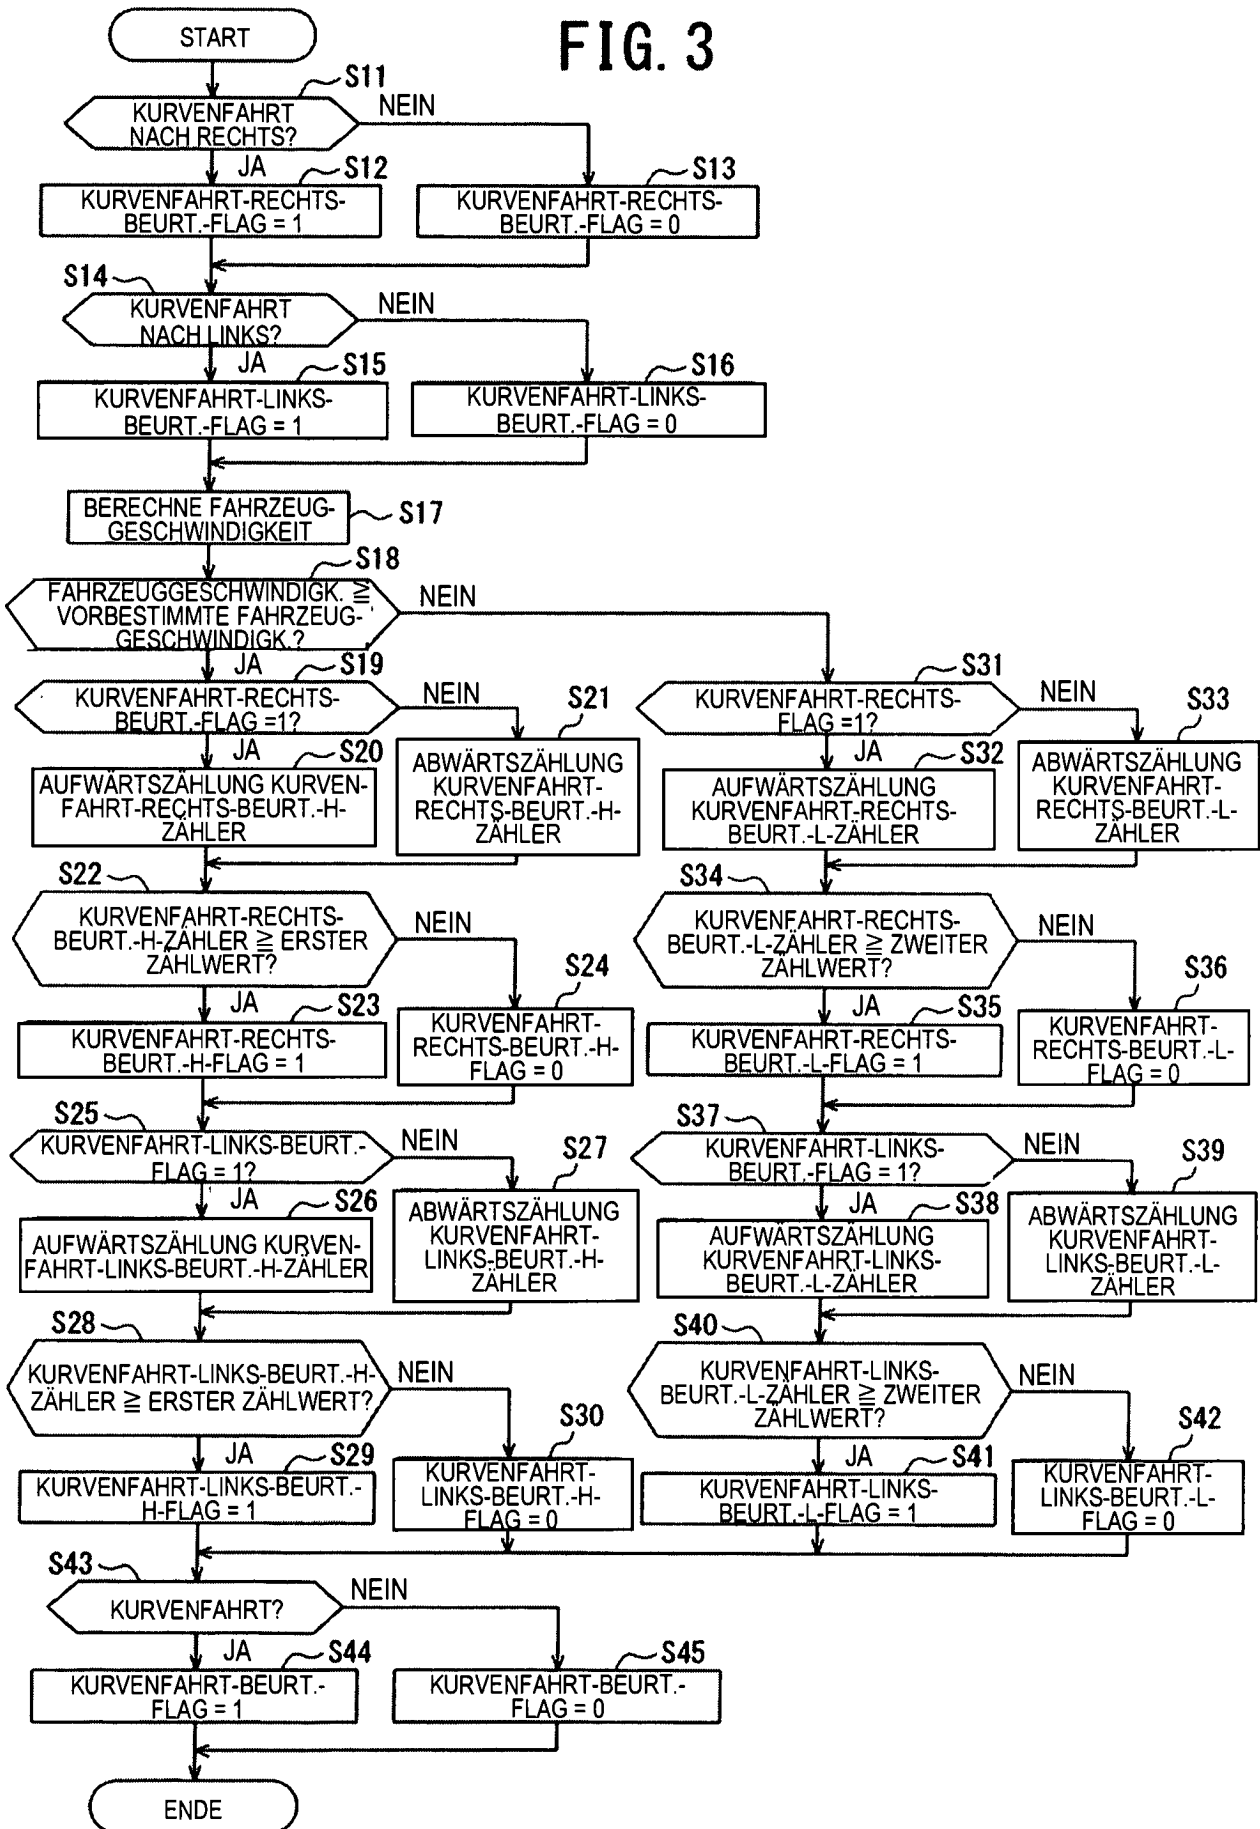 FIG. 3
START
S11
KURVENFAHRT
NACH RECHTS?
NEIN
JA
S12
KURVENFAHRT-RECHTS-
BEURT.-FLAG = 1
S13
KURVENFAHRT-RECHTS-
BEURT.-FLAG = 0
S14
KURVENFAHRT
NACH LINKS?
NEIN
JA
S15
KURVENFAHRT-LINKS-
BEURT.-FLAG = 1
S16
KURVENFAHRT-LINKS-
BEURT.-FLAG = 0
BERECHNE FAHRZEUG-
GESCHWINDIGKEIT
S17
S18
FAHRZEUGGESCHWINDIGK. ≧
VORBESTIMMTE FAHRZEUG-
GESCHWINDIGK.?
NEIN
JA
S19
KURVENFAHRT-RECHTS-
BEURT.-FLAG =1?
NEIN
JA
S20
AUFWÄRTSZÄHLUNG KURVEN-
FAHRT-RECHTS-BEURT.-H-
ZÄHLER
S21
ABWÄRTSZÄHLUNG
KURVENFAHRT-
RECHTS-BEURT.-H-
ZÄHLER
S22
KURVENFAHRT-RECHTS-
BEURT.-H-ZÄHLER ≧ ERSTER
ZÄHLWERT?
NEIN
JA
S23
KURVENFAHRT-RECHTS-
BEURT.-H-FLAG = 1
S24
KURVENFAHRT-
RECHTS-BEURT.-H-
FLAG = 0
S25
KURVENFAHRT-LINKS-BEURT.-
FLAG = 1?
NEIN
JA
S26
AUFWÄRTSZÄHLUNG KURVEN-
FAHRT-LINKS-BEURT.-H-ZÄHLER
S27
ABWÄRTSZÄHLUNG
KURVENFAHRT-
LINKS-BEURT.-H-
ZÄHLER
S28
KURVENFAHRT-LINKS-BEURT.-H-
ZÄHLER ≧ ERSTER ZÄHLWERT?
NEIN
JA
S29
KURVENFAHRT-LINKS-BEURT.-
H-FLAG = 1
S30
KURVENFAHRT-
LINKS-BEURT.-H-
FLAG = 0
S31
KURVENFAHRT-RECHTS-
FLAG =1?
NEIN
JA
S32
AUFWÄRTSZÄHLUNG
KURVENFAHRT-RECHTS-
BEURT.-L-ZÄHLER
S33
ABWÄRTSZÄHLUNG
KURVENFAHRT-
RECHTS-BEURT.-L-
ZÄHLER
S34
KURVENFAHRT-RECHTS-
BEURT.-L-ZÄHLER ≧ ZWEITER
ZÄHLWERT?
NEIN
JA
S35
KURVENFAHRT-RECHTS-
BEURT.-L-FLAG = 1
S36
KURVENFAHRT-
RECHTS-BEURT.-L-
FLAG = 0
S37
KURVENFAHRT-LINKS-
BEURT.-FLAG = 1?
NEIN
JA
S38
AUFWÄRTSZÄHLUNG
KURVENFAHRT-LINKS-
BEURT.-L-ZÄHLER
S39
ABWÄRTSZÄHLUNG
KURVENFAHRT-
LINKS-BEURT.-L-
ZÄHLER
S40
KURVENFAHRT-LINKS-
BEURT.-L-ZÄHLER ≧ ZWEITER
ZÄHLWERT?
NEIN
JA
S41
KURVENFAHRT-LINKS-
BEURT.-L-FLAG = 1
S42
KURVENFAHRT-
LINKS-BEURT.-L-
FLAG = 0
S43
KURVENFAHRT?
NEIN
JA
S44
KURVENFAHRT-BEURT.-
FLAG = 1
S45
KURVENFAHRT-BEURT.-
FLAG = 0
ENDE